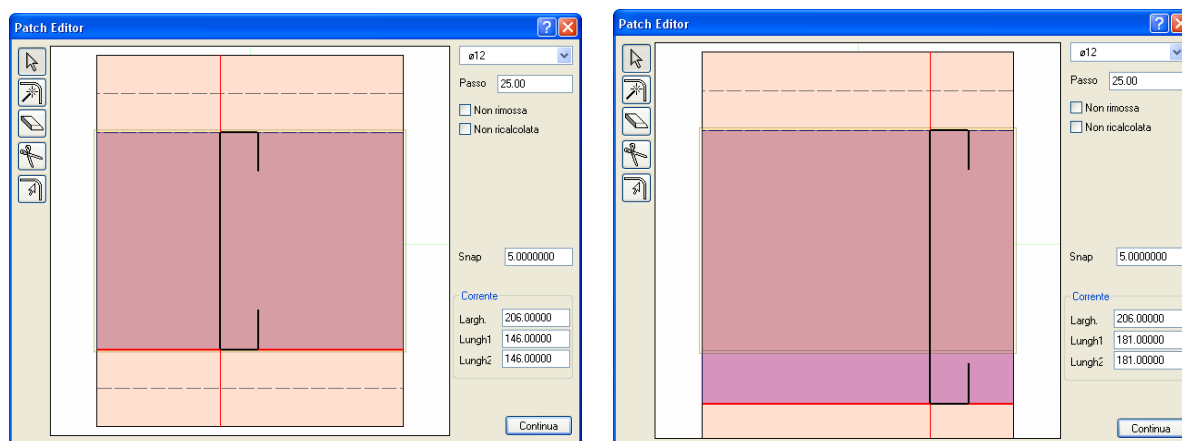 Patch Editor
ø12
Passo 25.00
Non rimossa
Non ricalcolata
Snap 5.0000000
Corrente
Largh. 206.00000
Lungh1 146.00000
Lungh2 146.00000
Continua
Patch Editor
ø12
Passo 25.00
Non rimossa
Non ricalcolata
Snap 5.0000000
Corrente
Largh. 206.00000
Lungh1 181.00000
Lungh2 181.00000
Continua